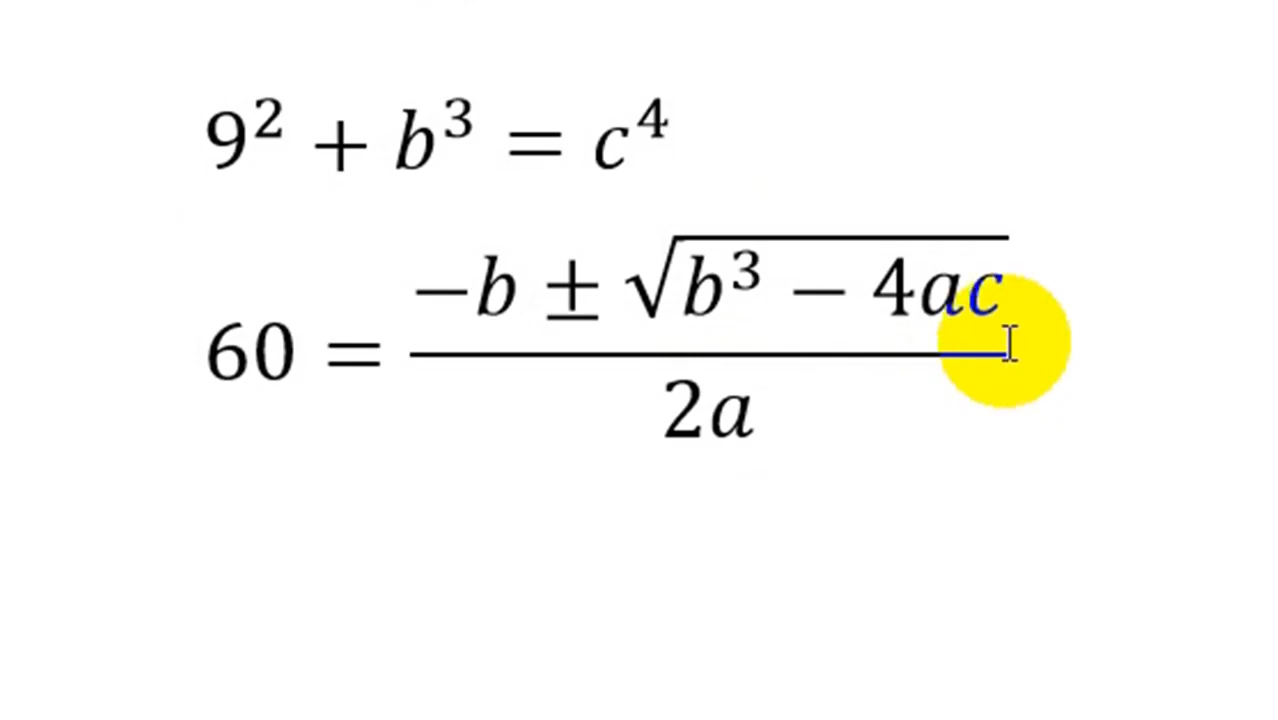 9² + b³ = c⁴
60 = (−b ± √(b³ − 4ac)) / 2a